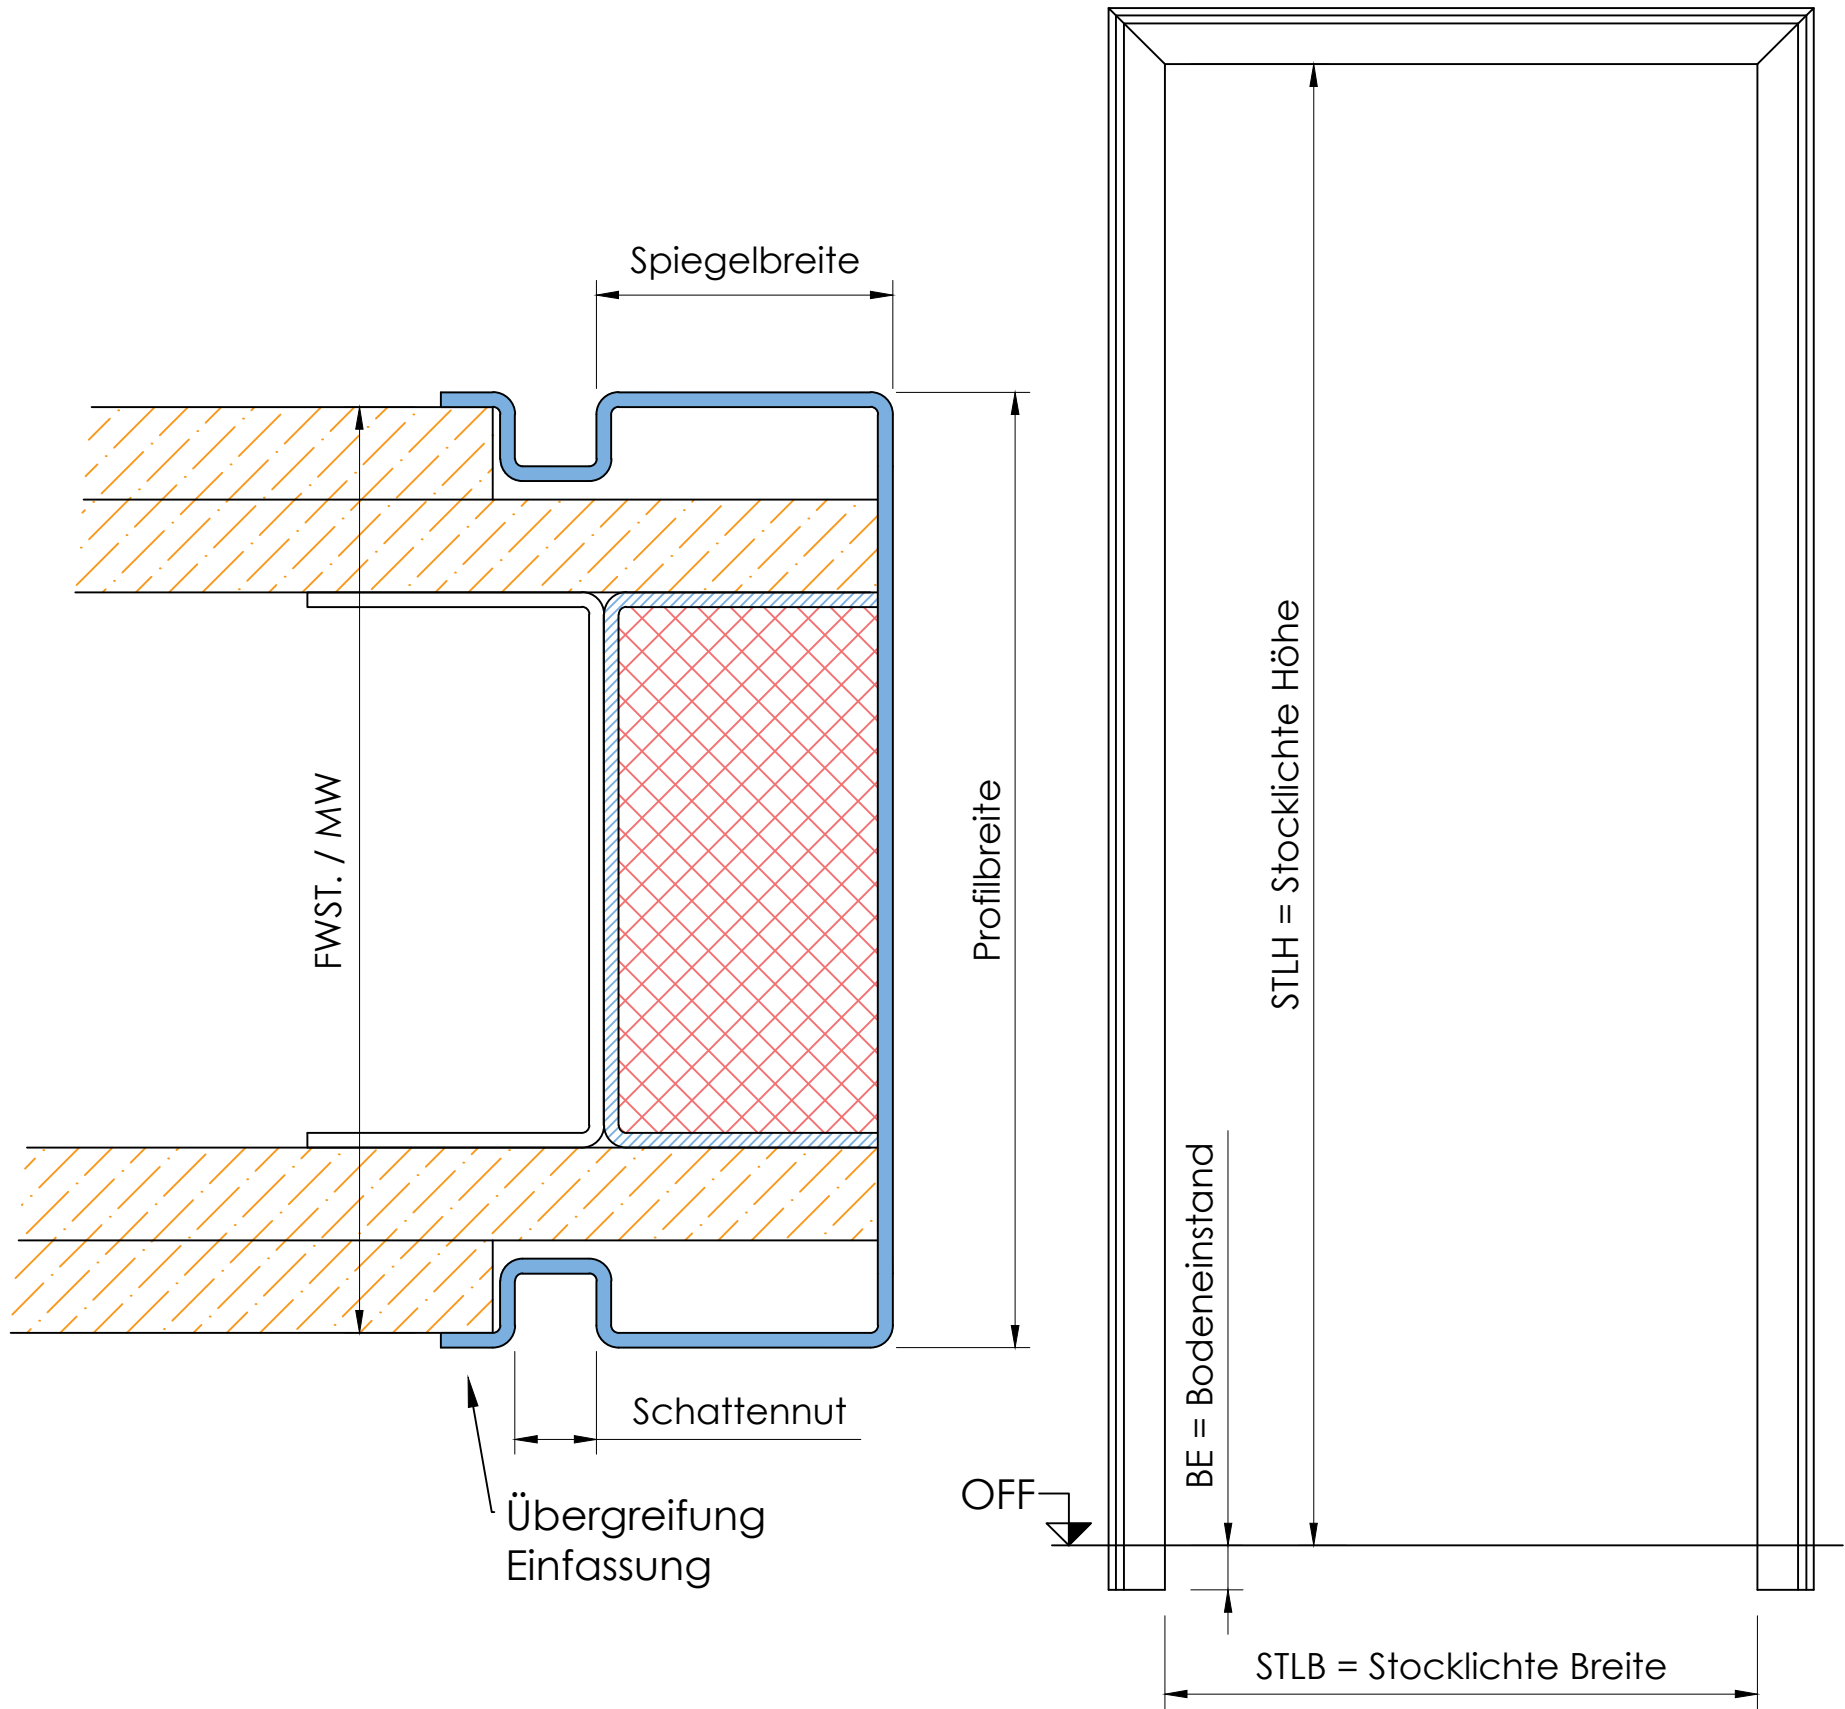 Spiegelbreite
FWST. / MW
Profilbreite
Schattennut
Übergreifung
Einfassung
STLH = Stocklichte Höhe
BE = Bodeneinstand
OFF
STLB = Stocklichte Breite